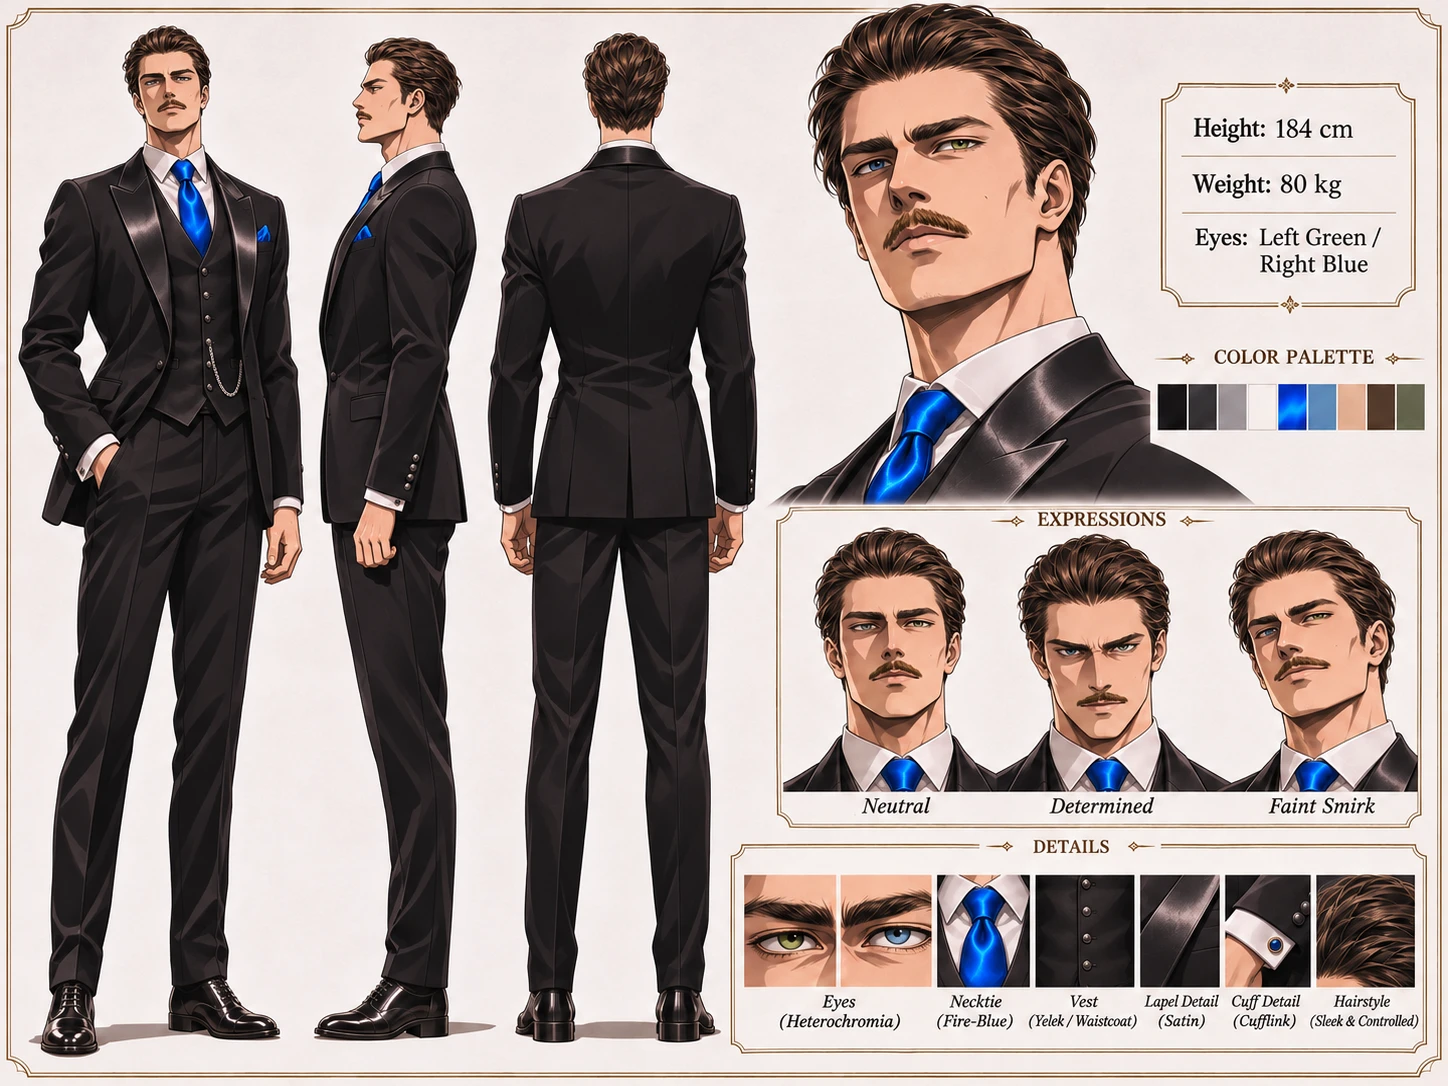 Height: 184 cm
Weight: 80 kg
Eyes: Left Green /
Right Blue
COLOR PALETTE
EXPRESSIONS
Neutral
Determined
Faint Smirk
DETAILS
Eyes
(Heterochromia)
Necktie
(Fire-Blue)
Vest
(Yelek / Waistcoat)
Lapel Detail
(Satin)
Cuff Detail
(Cufflink)
Hairstyle
(Sleek & Controlled)